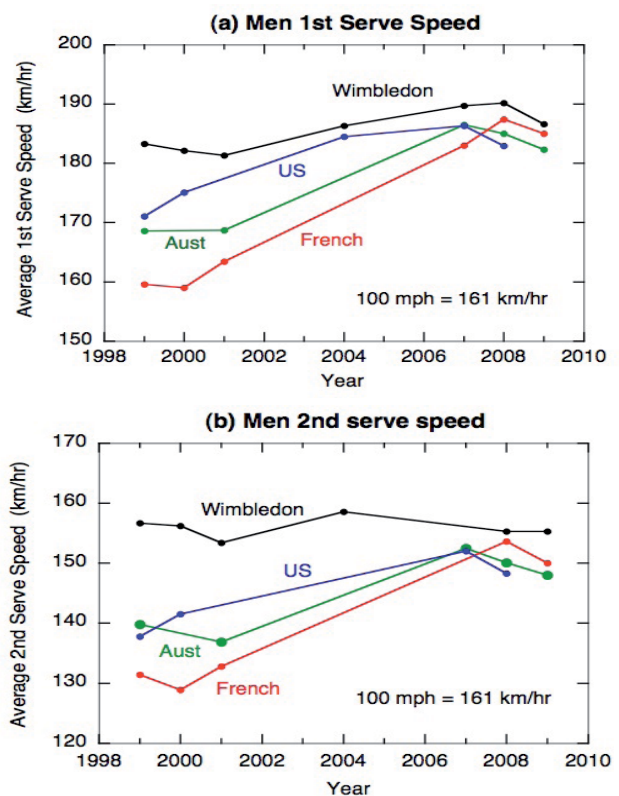 (a) Men 1st Serve Speed
200
190
180
170
160
150
Average 1st Serve Speed (km/hr)
Wimbledon
US
Aust
French
100 mph = 161 km/hr
1998 2000 2002 2004 2006 2008 2010
Year
(b) Men 2nd serve speed
170
160
150
140
130
120
Average 2nd Serve Speed (km/hr)
Wimbledon
US
Aust
French
100 mph = 161 km/hr
1998 2000 2002 2004 2006 2008 2010
Year